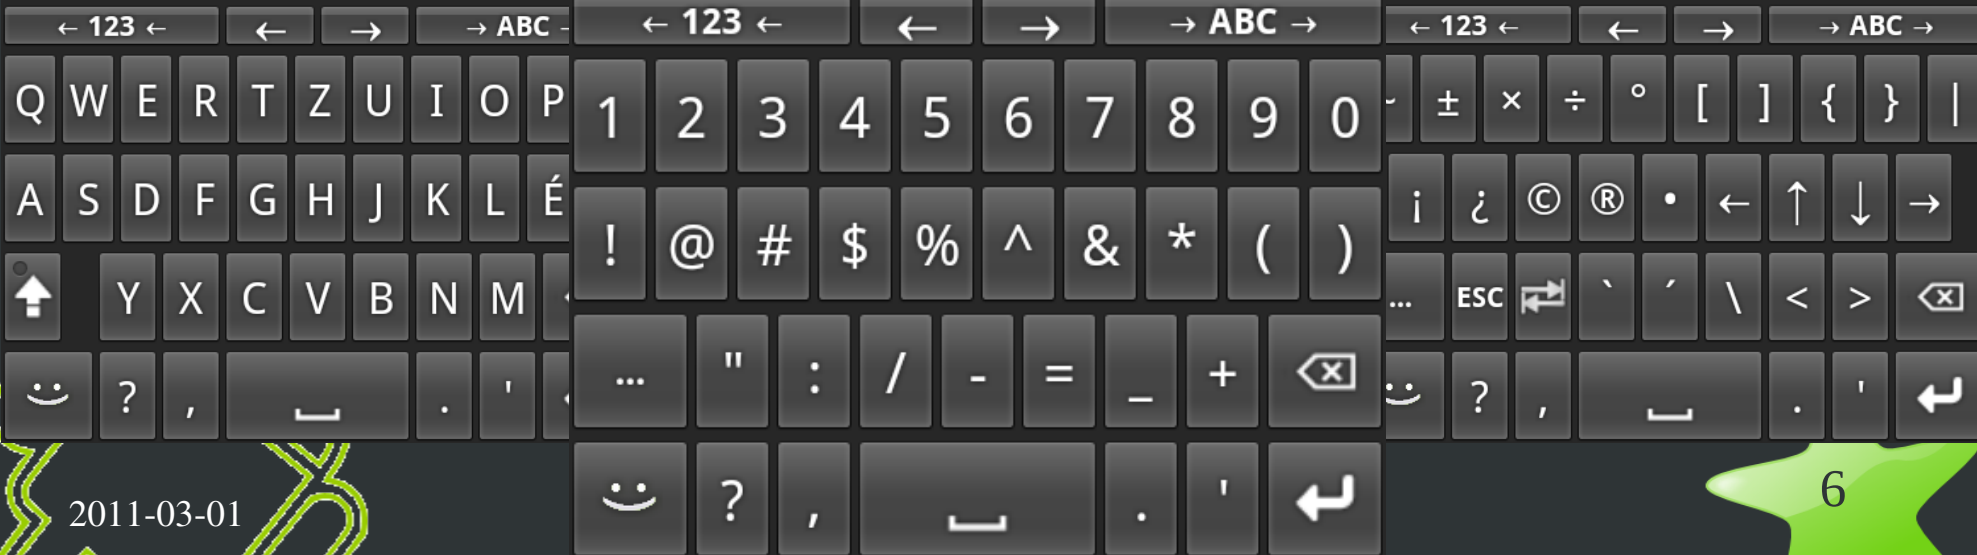 ← 123 ← ← → → ABC -
Q W E R T Z U I O P
A S D F G H J K L É
Y X C V B N M
? , . '
← 123 ← ← → → ABC →
1 2 3 4 5 6 7 8 9 0
! @ # $ % ^ & * ( )
... " : / - = _ +
? , . '
← 123 ← ← → → ABC →
~ ± × ÷ ° [ ] { } |
¡ ¿ © ® • ← ↑ ↓ →
... ESC ` ´ \ < >
? , . '
2011-03-01
6